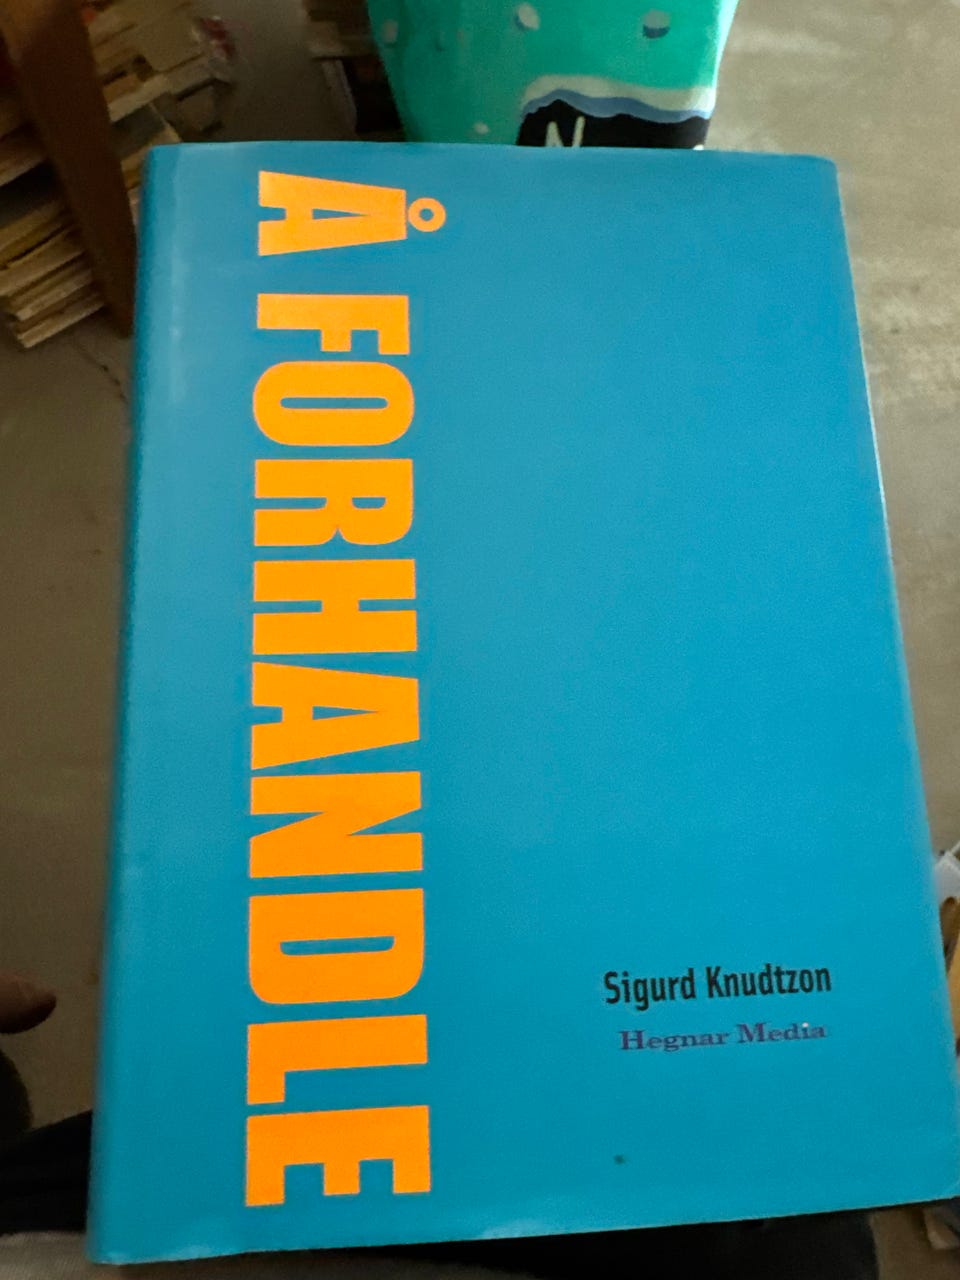 Å FORHANDLE
Sigurd Knudtzon
Hegnar Media